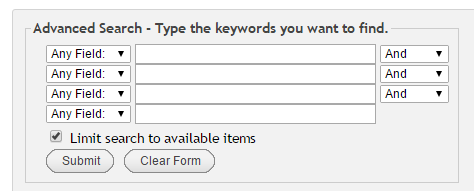 Advanced Search - Type the keywords you want to find.
Any Field: And
Any Field: And
Any Field: And
Any Field:
Limit search to available items
Submit Clear Form